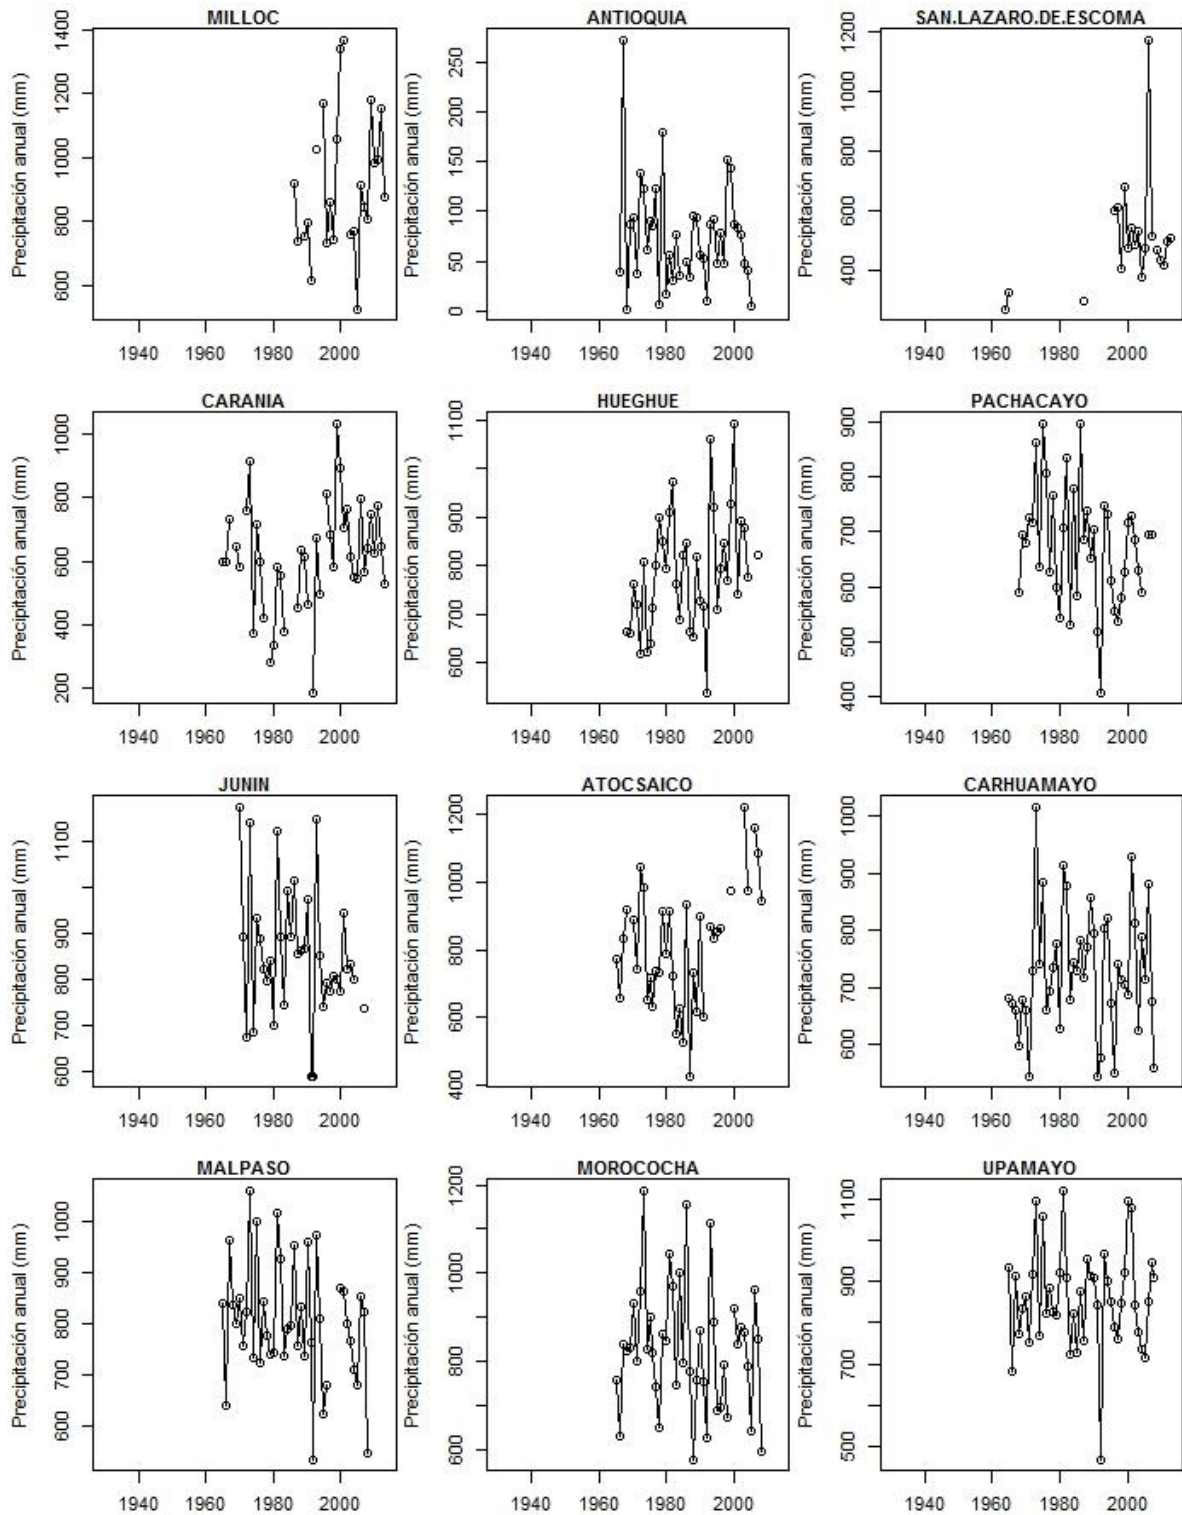 MILLOC
Precipitación anual (mm)
600 800 1000 1200 1400
1940 1960 1980 2000
ANTIOQUIA
Precipitación anual (mm)
0 50 100 150 200 250
1940 1960 1980 2000
SAN.LAZARO.DE.ESCOMA
Precipitación anual (mm)
400 600 800 1000 1200
1940 1960 1980 2000
CARANIA
Precipitación anual (mm)
200 400 600 800 1000
1940 1960 1980 2000
HUEGHUE
Precipitación anual (mm)
600 700 800 900 1100
1940 1960 1980 2000
PACHACAYO
Precipitación anual (mm)
400 500 600 700 800 900
1940 1960 1980 2000
JUNIN
Precipitación anual (mm)
600 700 800 900 1100
1940 1960 1980 2000
ATOCSAICO
Precipitación anual (mm)
400 600 800 1000 1200
1940 1960 1980 2000
CARHUAMAYO
Precipitación anual (mm)
600 700 800 900 1000
1940 1960 1980 2000
MALPASO
Precipitación anual (mm)
600 700 800 900 1000
1940 1960 1980 2000
MOROCOCHA
Precipitación anual (mm)
600 800 1000 1200
1940 1960 1980 2000
UPAMAYO
Precipitación anual (mm)
500 700 900 1100
1940 1960 1980 2000